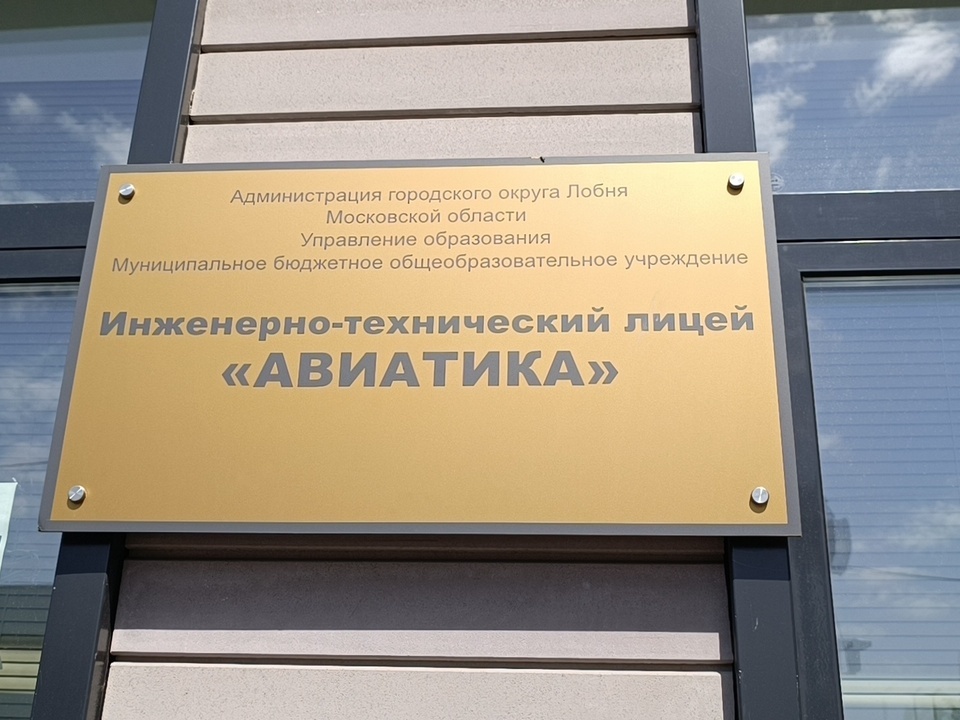 Администрация городского округа Лобня
Московской области
Управление образования
Муниципальное бюджетное общеобразовательное учреждение
Инженерно-технический лицей
«АВИАТИКА»